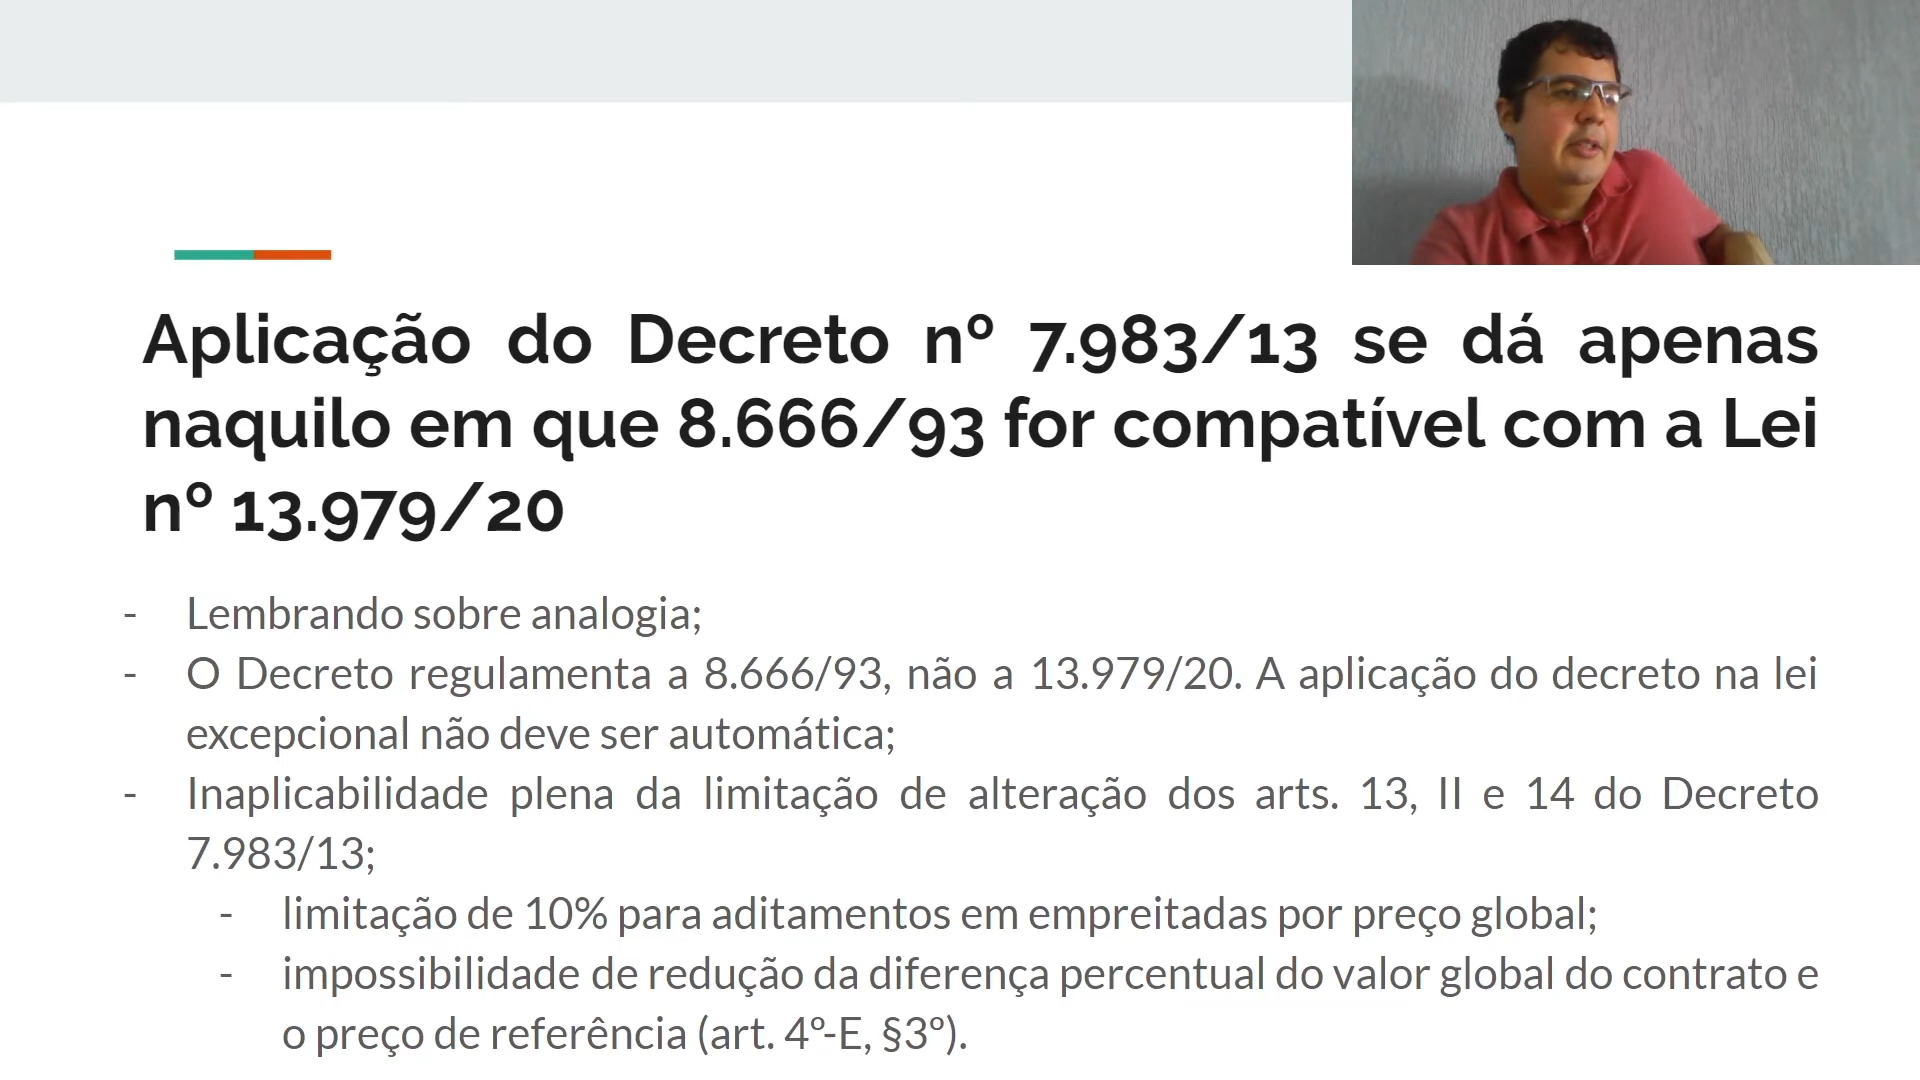 Aplicação do Decreto nº 7.983/13 se dá apenas
naquilo em que 8.666/93 for compatível com a Lei
nº 13.979/20
- Lembrando sobre analogia;
- O Decreto regulamenta a 8.666/93, não a 13.979/20. A aplicação do decreto na lei
excepcional não deve ser automática;
- Inaplicabilidade plena da limitação de alteração dos arts. 13, II e 14 do Decreto
7.983/13;
- limitação de 10% para aditamentos em empreitadas por preço global;
- impossibilidade de redução da diferença percentual do valor global do contrato e
o preço de referência (art. 4º-E, §3º).